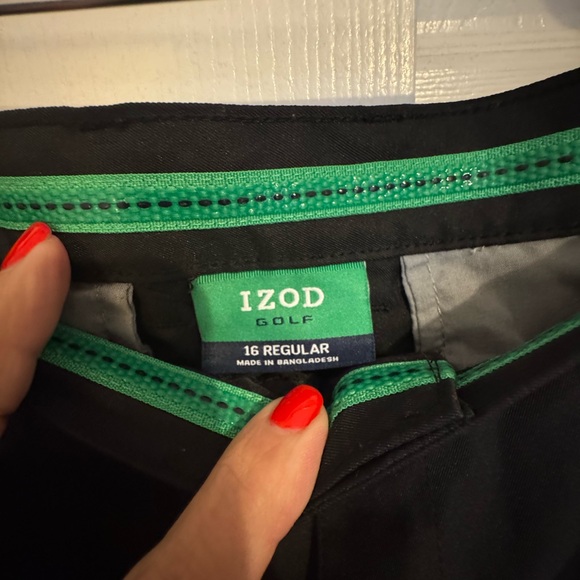 IZOD
GOLF
16 REGULAR
MADE IN BANGLADESH